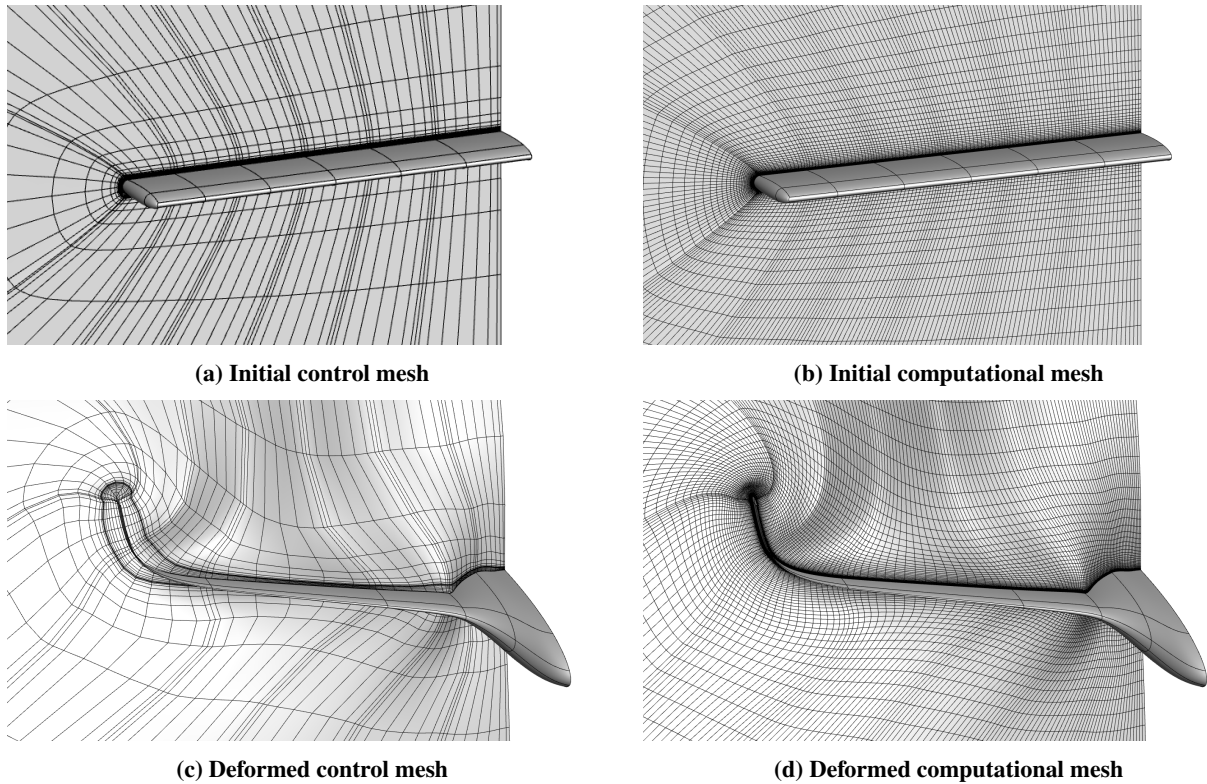 (a) Initial control mesh
(b) Initial computational mesh
(c) Deformed control mesh
(d) Deformed computational mesh